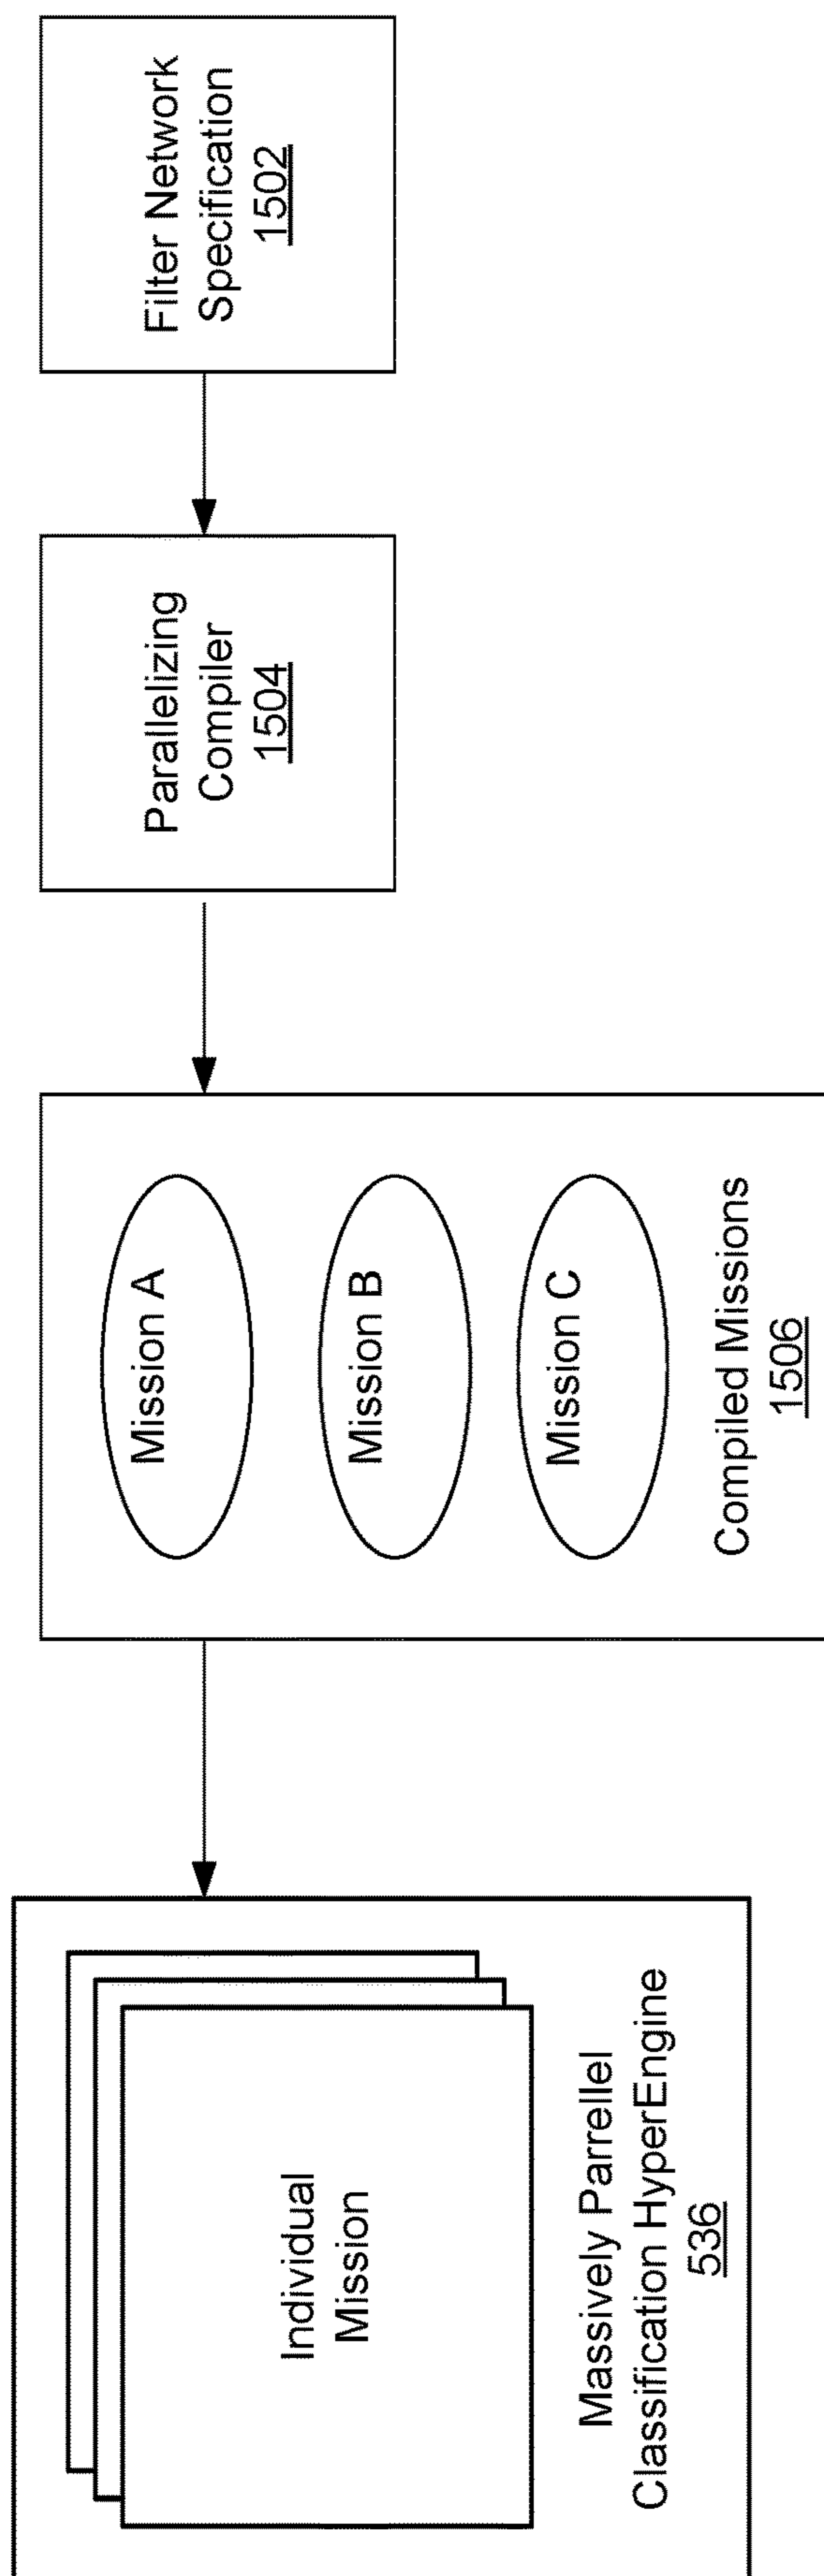 Filter Network
Specification
1502
Parallelizing
Compiler
1504
Mission A
Mission B
Mission C
Compiled Missions
1506
Individual
Mission
Massively Parrellel
Classification HyperEngine
536